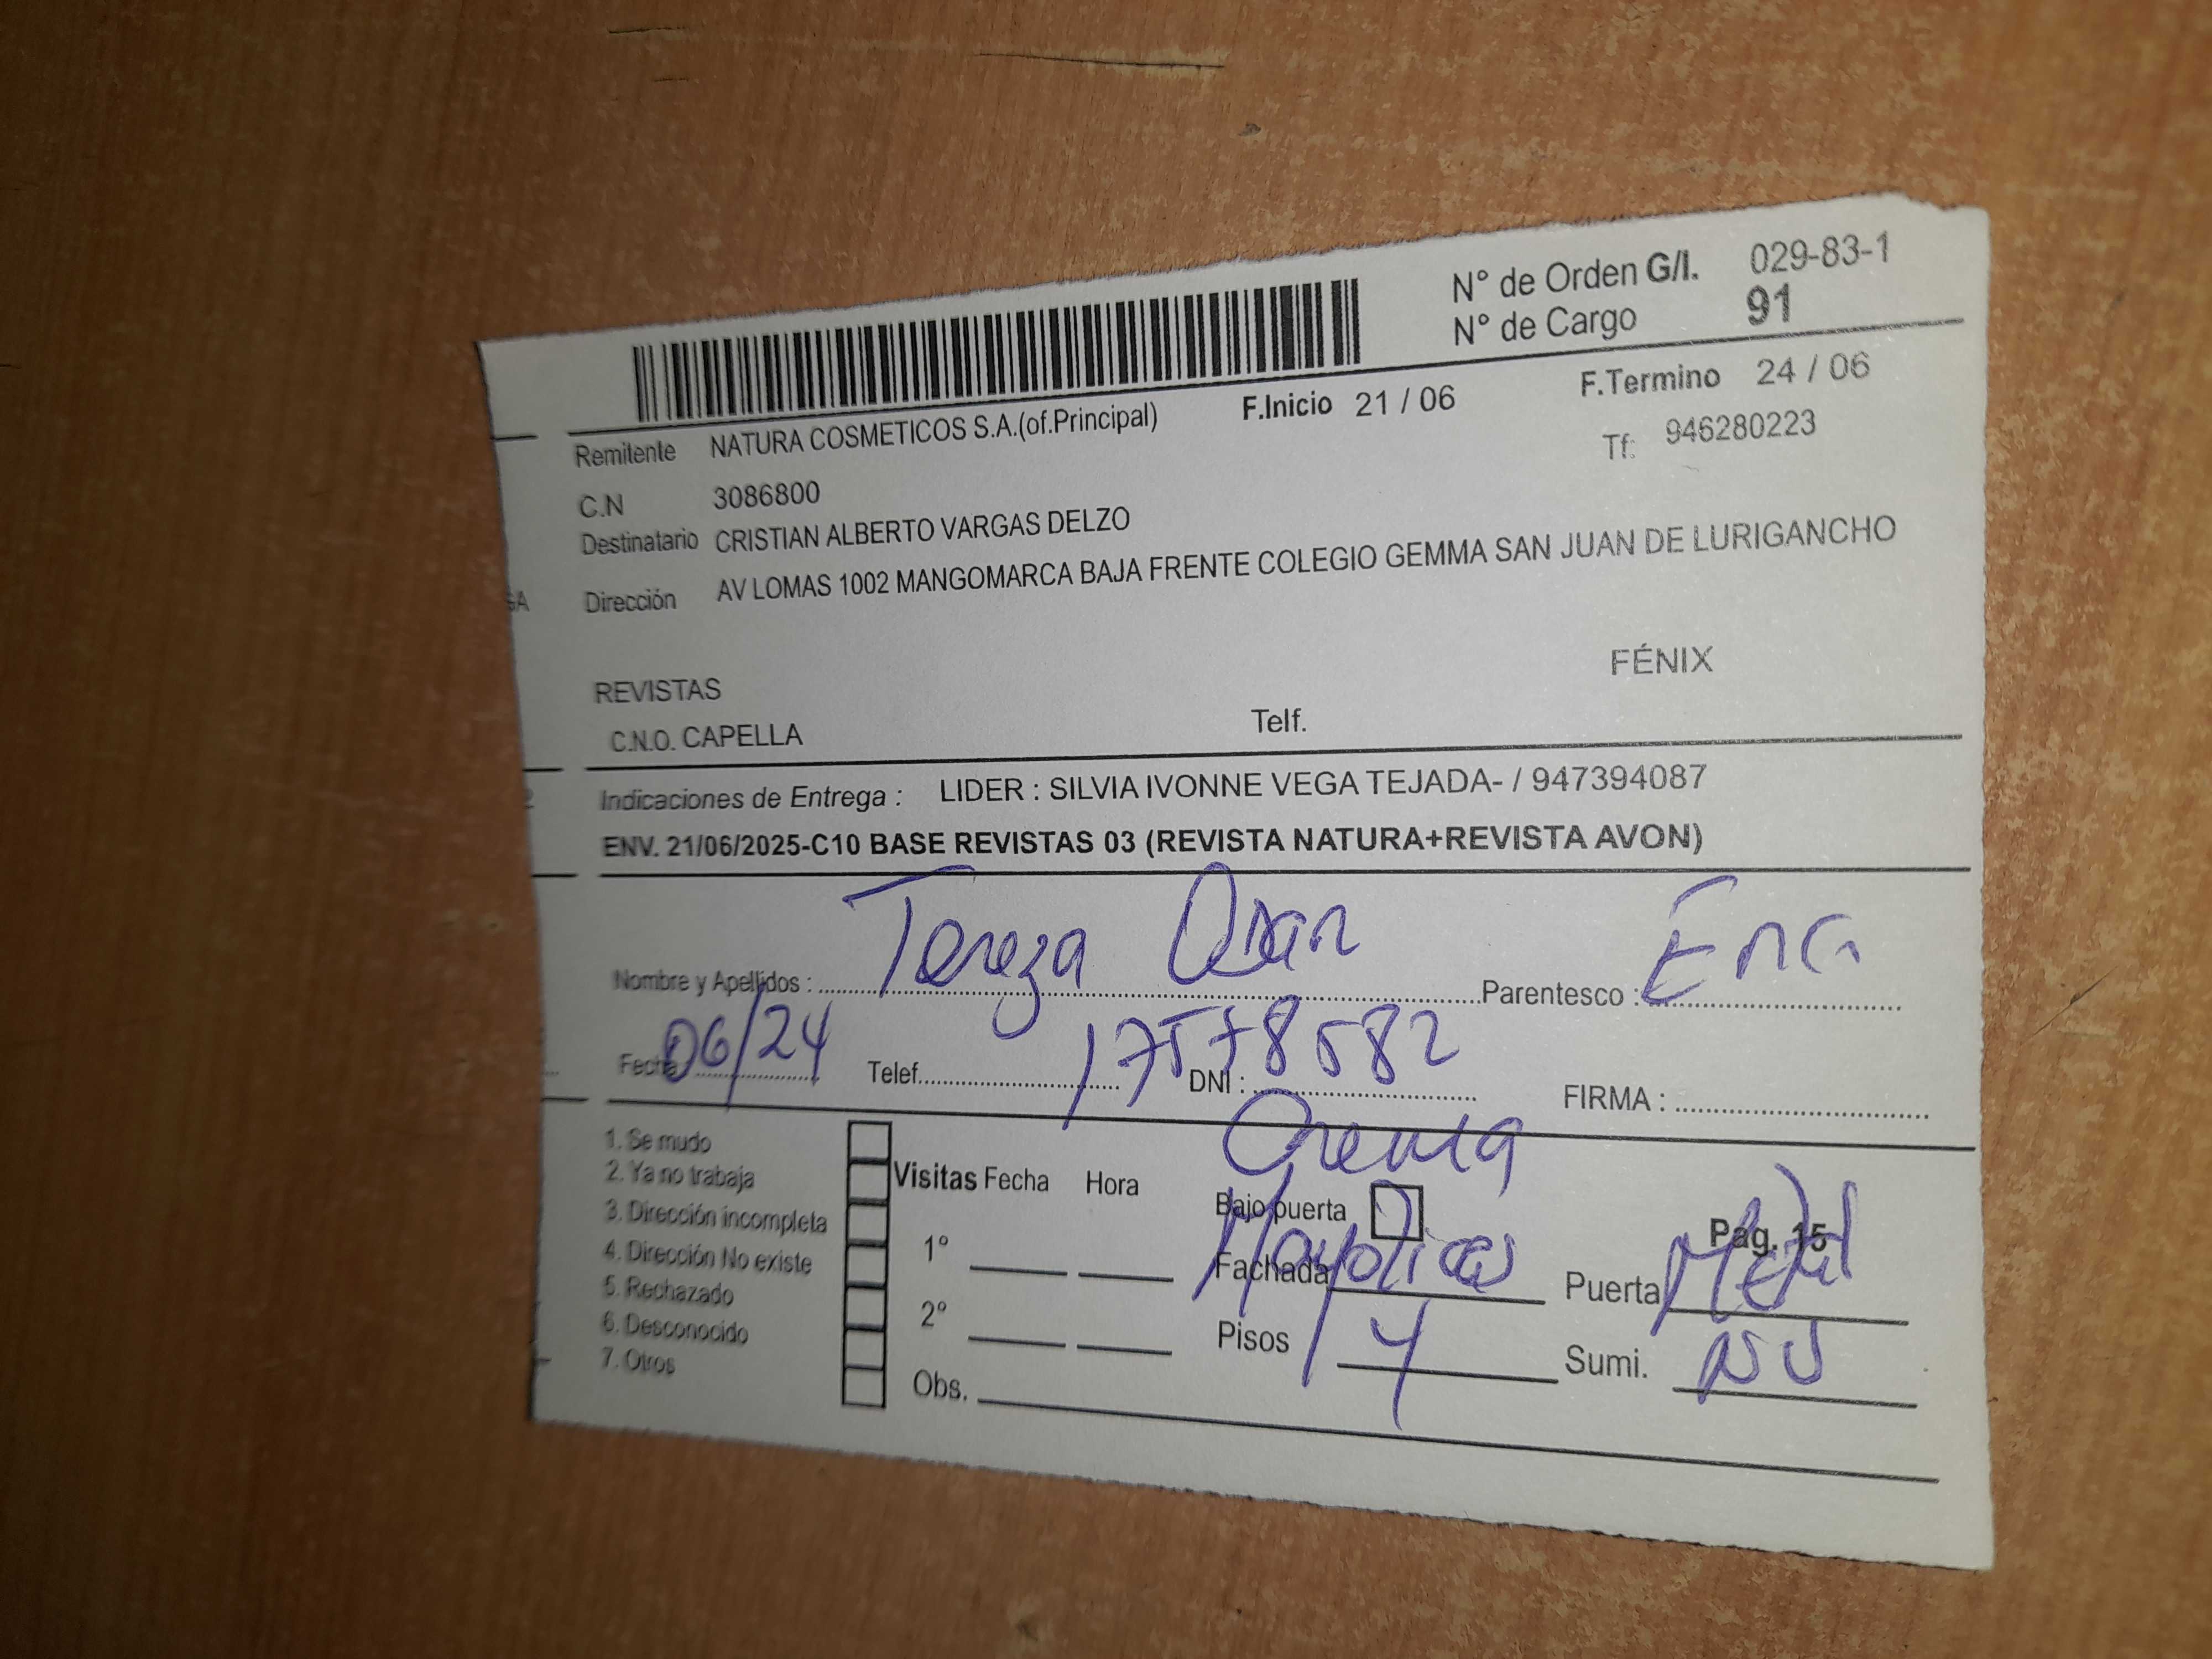 N° de Orden G/I. 029-83-1
N° de Cargo 91
F.Inicio 21 / 06 F.Termino 24 / 06
Remitente NATURA COSMETICOS S.A.(of.Principal) Tf: 946280223
C.N 3086800
Destinatario CRISTIAN ALBERTO VARGAS DELZO
Dirección AV LOMAS 1002 MANGOMARCA BAJA FRENTE COLEGIO GEMMA SAN JUAN DE LURIGANCHO
REVISTAS FÉNIX
C.N.O. CAPELLA Telf.
Indicaciones de Entrega : LIDER : SILVIA IVONNE VEGA TEJADA- / 947394087
ENV. 21/06/2025-C10 BASE REVISTAS 03 (REVISTA NATURA+REVISTA AVON)
Nombre y Apellidos : Tereza Parentesco :
Fecha 06/24 Telef. DNI : 17578582 FIRMA :
Crema
1. Se mudo
2. Ya no trabaja Visitas Fecha Hora Bajo puerta Pag. 15
3. Dirección incompleta 1° Fachada Mayolicas Puerta Metal
4. Dirección No existe
5. Rechazado 2° Pisos 4 Sumi. NV
6. Desconocido
7. Otros Obs.